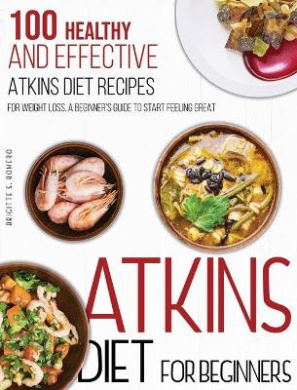 100 HEALTHY
AND EFFECTIVE
ATKINS DIET RECIPES
FOR WEIGHT LOSS. A BEGINNER'S GUIDE TO START FEELING GREAT
BRIGITTE S. ROMERO
ATKINS
DIET FOR BEGINNERS